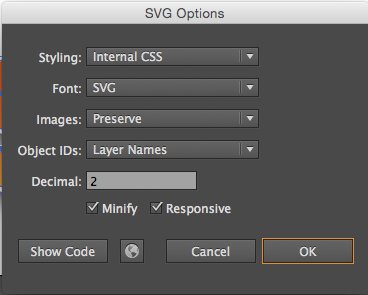 SVG Options
Styling: Internal CSS
Font: SVG
Images: Preserve
Object IDs: Layer Names
Decimal: 2
Minify Responsive
Show Code Cancel OK